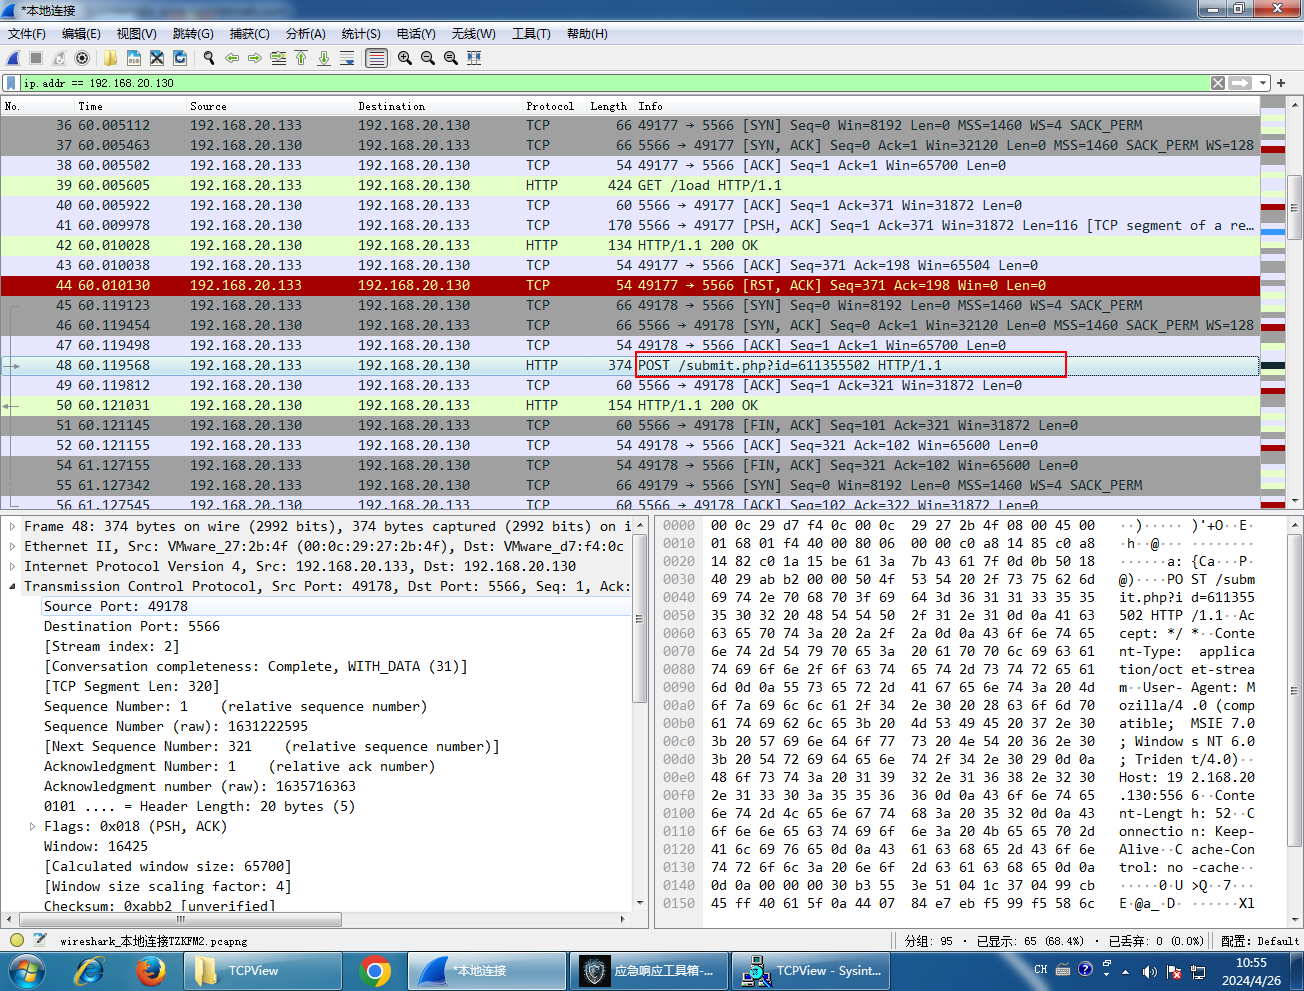 *本地连接
文件(F) 编辑(E) 视图(V) 跳转(G) 捕获(C) 分析(A) 统计(S) 电话(Y) 无线(W) 工具(T) 帮助(H)
ip.addr == 192.168.20.130
No. Time Source Destination Protocol Length Info
36 60.005112 192.168.20.133 192.168.20.130 TCP 66 49177 → 5566 [SYN] Seq=0 Win=8192 Len=0 MSS=1460 WS=4 SACK_PERM
37 60.005463 192.168.20.130 192.168.20.133 TCP 66 5566 → 49177 [SYN, ACK] Seq=0 Ack=1 Win=32120 Len=0 MSS=1460 SACK_PERM WS=128
38 60.005502 192.168.20.133 192.168.20.130 TCP 54 49177 → 5566 [ACK] Seq=1 Ack=1 Win=65700 Len=0
39 60.005605 192.168.20.133 192.168.20.130 HTTP 424 GET /load HTTP/1.1
40 60.005922 192.168.20.130 192.168.20.133 TCP 60 5566 → 49177 [ACK] Seq=1 Ack=371 Win=31872 Len=0
41 60.009978 192.168.20.130 192.168.20.133 TCP 170 5566 → 49177 [PSH, ACK] Seq=1 Ack=371 Win=31872 Len=116 [TCP segment of a re…
42 60.010028 192.168.20.130 192.168.20.133 HTTP 134 HTTP/1.1 200 OK
43 60.010038 192.168.20.133 192.168.20.130 TCP 54 49177 → 5566 [ACK] Seq=371 Ack=198 Win=65504 Len=0
44 60.010130 192.168.20.133 192.168.20.130 TCP 54 49177 → 5566 [RST, ACK] Seq=371 Ack=198 Win=0 Len=0
45 60.119123 192.168.20.133 192.168.20.130 TCP 66 49178 → 5566 [SYN] Seq=0 Win=8192 Len=0 MSS=1460 WS=4 SACK_PERM
46 60.119454 192.168.20.130 192.168.20.133 TCP 66 5566 → 49178 [SYN, ACK] Seq=0 Ack=1 Win=32120 Len=0 MSS=1460 SACK_PERM WS=128
47 60.119498 192.168.20.133 192.168.20.130 TCP 54 49178 → 5566 [ACK] Seq=1 Ack=1 Win=65700 Len=0
48 60.119568 192.168.20.133 192.168.20.130 HTTP 374 POST /submit.php?id=611355502 HTTP/1.1
49 60.119812 192.168.20.130 192.168.20.133 TCP 60 5566 → 49178 [ACK] Seq=1 Ack=321 Win=31872 Len=0
50 60.121031 192.168.20.130 192.168.20.133 HTTP 154 HTTP/1.1 200 OK
51 60.121145 192.168.20.130 192.168.20.133 TCP 60 5566 → 49178 [FIN, ACK] Seq=101 Ack=321 Win=31872 Len=0
52 60.121155 192.168.20.133 192.168.20.130 TCP 54 49178 → 5566 [ACK] Seq=321 Ack=102 Win=65600 Len=0
54 61.127155 192.168.20.133 192.168.20.130 TCP 54 49178 → 5566 [FIN, ACK] Seq=321 Ack=102 Win=65600 Len=0
55 61.127342 192.168.20.133 192.168.20.130 TCP 66 49179 → 5566 [SYN] Seq=0 Win=8192 Len=0 MSS=1460 WS=4 SACK_PERM
56 61.127545 192.168.20.130 192.168.20.133 TCP 60 5566 → 49178 [ACK] Seq=102 Ack=322 Win=31872 Len=0
Frame 48: 374 bytes on wire (2992 bits), 374 bytes captured (2992 bits) on i
Ethernet II, Src: VMware_27:2b:4f (00:0c:29:27:2b:4f), Dst: VMware_d7:f4:0c
Internet Protocol Version 4, Src: 192.168.20.133, Dst: 192.168.20.130
Transmission Control Protocol, Src Port: 49178, Dst Port: 5566, Seq: 1, Ack:
Source Port: 49178
Destination Port: 5566
[Stream index: 2]
[Conversation completeness: Complete, WITH_DATA (31)]
[TCP Segment Len: 320]
Sequence Number: 1 (relative sequence number)
Sequence Number (raw): 1631222595
[Next Sequence Number: 321 (relative sequence number)]
Acknowledgment Number: 1 (relative ack number)
Acknowledgment number (raw): 1635716363
0101 .... = Header Length: 20 bytes (5)
Flags: 0x018 (PSH, ACK)
Window: 16425
[Calculated window size: 65700]
[Window size scaling factor: 4]
Checksum: 0xabb2 [unverified]
0000 00 0c 29 d7 f4 0c 00 0c 29 27 2b 4f 08 00 45 00 ··)····· )'+O··E·
0010 01 68 01 f4 40 00 80 06 00 00 c0 a8 14 85 c0 a8 ·h··@··· ········
0020 14 82 c0 1a 15 be 61 3a 7b 43 61 7f 0d 0b 50 18 ······a: {Ca···P·
0030 40 29 ab b2 00 00 50 4f 53 54 20 2f 73 75 62 6d @)····PO ST /subm
0040 69 74 2e 70 68 70 3f 69 64 3d 36 31 31 33 35 35 it.php?i d=611355
0050 35 30 32 20 48 54 54 50 2f 31 2e 31 0d 0a 41 63 502 HTTP /1.1··Ac
0060 63 65 70 74 3a 20 2a 2f 2a 0d 0a 43 6f 6e 74 65 cept: */ *··Conte
0070 6e 74 2d 54 79 70 65 3a 20 61 70 70 6c 69 63 61 nt-Type: applica
0080 74 69 6f 6e 2f 6f 63 74 65 74 2d 73 74 72 65 61 tion/oct et-strea
0090 6d 0d 0a 55 73 65 72 2d 41 67 65 6e 74 3a 20 4d m··User- Agent: M
00a0 6f 7a 69 6c 6c 61 2f 34 2e 30 20 28 63 6f 6d 70 ozilla/4 .0 (comp
00b0 61 74 69 62 6c 65 3b 20 4d 53 49 45 20 37 2e 30 atible; MSIE 7.0
00c0 3b 20 57 69 6e 64 6f 77 73 20 4e 54 20 36 2e 30 ; Window s NT 6.0
00d0 3b 20 54 72 69 64 65 6e 74 2f 34 2e 30 29 0d 0a ; Triden t/4.0)··
00e0 48 6f 73 74 3a 20 31 39 32 2e 31 36 38 2e 32 30 Host: 19 2.168.20
00f0 2e 31 33 30 3a 35 35 36 36 0d 0a 43 6f 6e 74 65 .130:556 6··Conte
0100 6e 74 2d 4c 65 6e 67 74 68 3a 20 35 32 0d 0a 43 nt-Lengt h: 52··C
0110 6f 6e 6e 65 63 74 69 6f 6e 3a 20 4b 65 65 70 2d onnectio n: Keep-
0120 41 6c 69 76 65 0d 0a 43 61 63 68 65 2d 43 6f 6e Alive··C ache-Con
0130 74 72 6f 6c 3a 20 6e 6f 2d 63 61 63 68 65 0d 0a trol: no -cache··
0140 0d 0a 00 00 00 30 b3 55 3e 51 04 1c 37 04 99 cb ·····0·U >Q··7···
0150 45 ff 40 61 5f 0a 44 07 84 e7 eb f5 99 f5 58 6c E·@a_·D· ······Xl
wireshark_本地连接TZKFM2.pcapng 分组: 95 · 已显示: 65 (68.4%) · 已丢弃: 0 (0.0%) 配置: Default
TCPView *本地连接 应急响应工具箱-... TCPView - Sysint... CH 10:55
2024/4/26